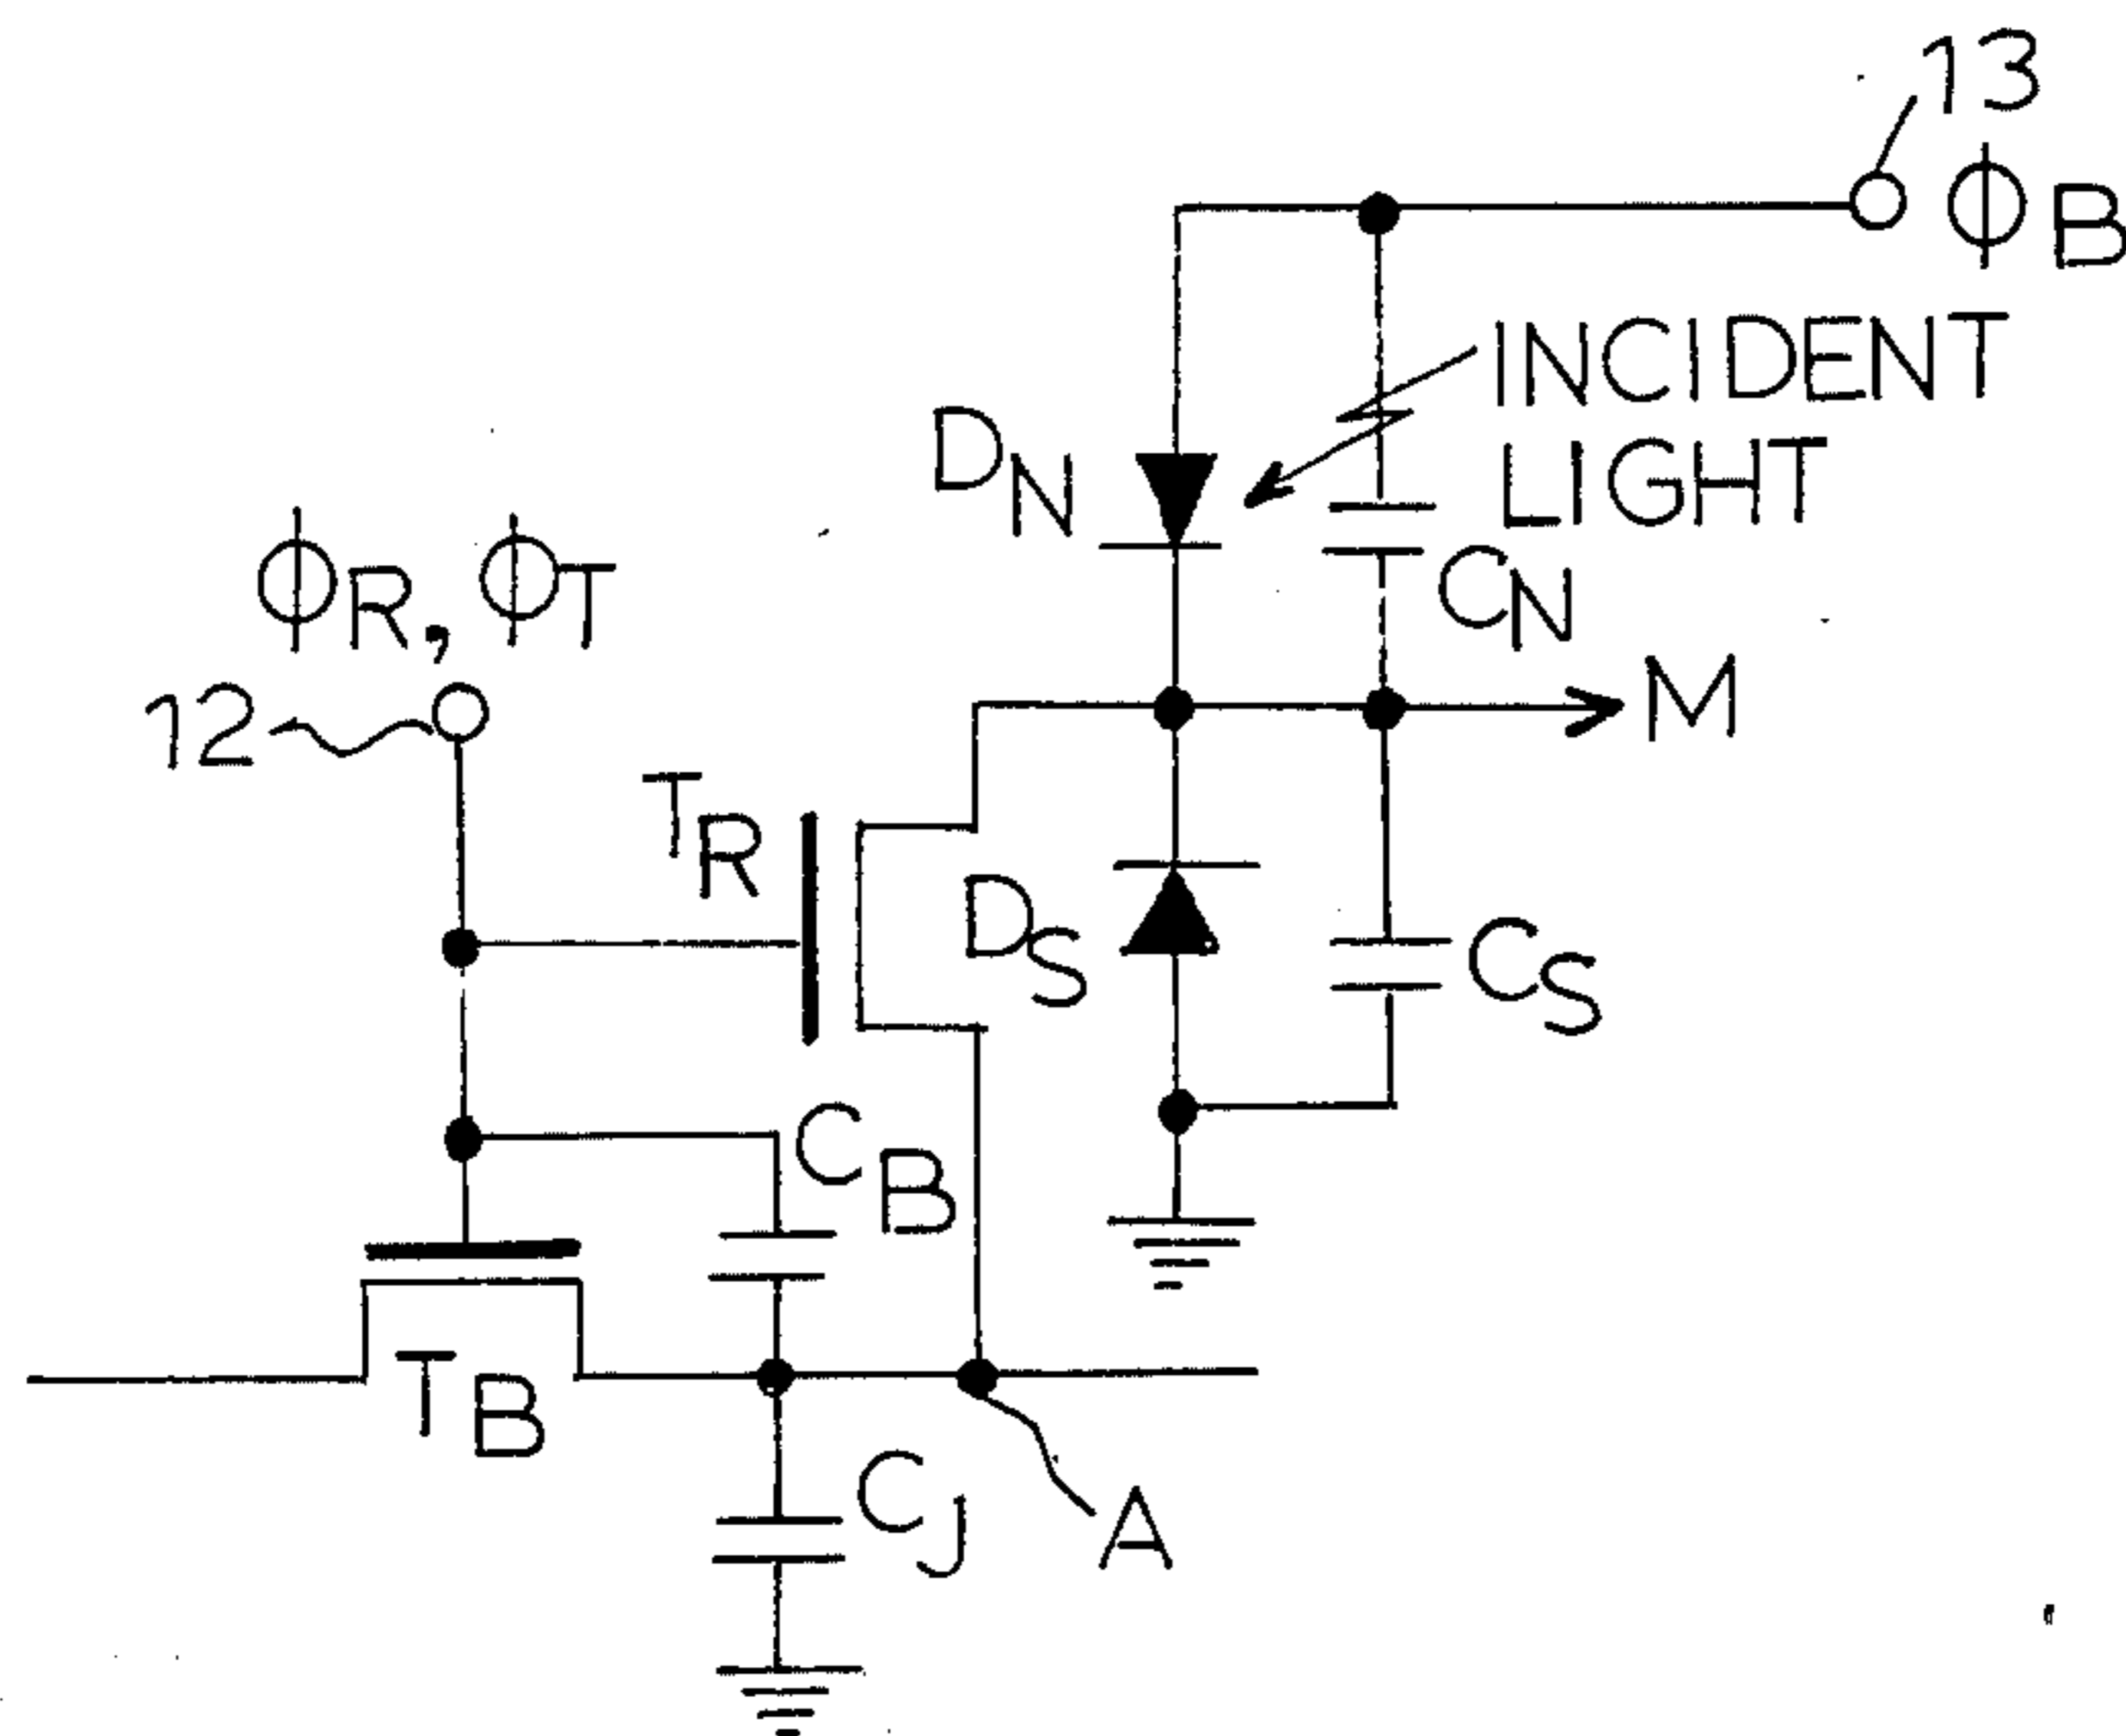 13
ϕB
INCIDENT
LIGHT
DN
CN
ϕR, ϕT
12
M
TR
DS
CS
CB
TB
CJ
A